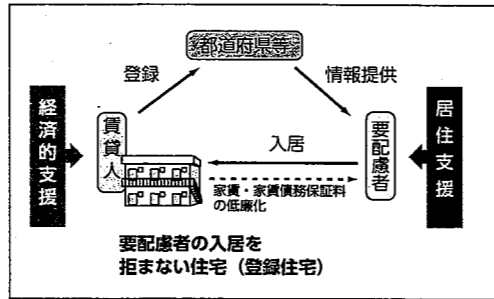 都道府県等
登録
情報提供
経済的支援
賃貸人
入居
要配慮者
居住支援
家賃・家賃債務保証料
の低廉化
要配慮者の入居を
拒まない住宅（登録住宅）